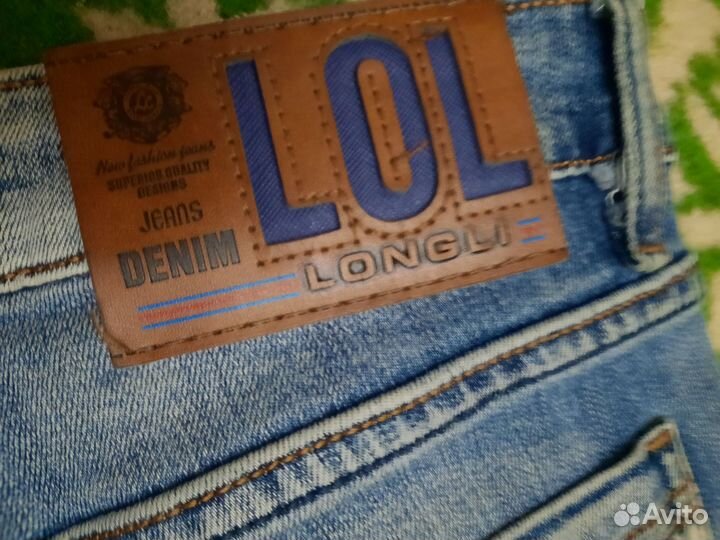 New fashion jeans
SUPERIOR QUALITY
DESIGNS
JEANS
DENIM
LOL
LONGLI
Avito